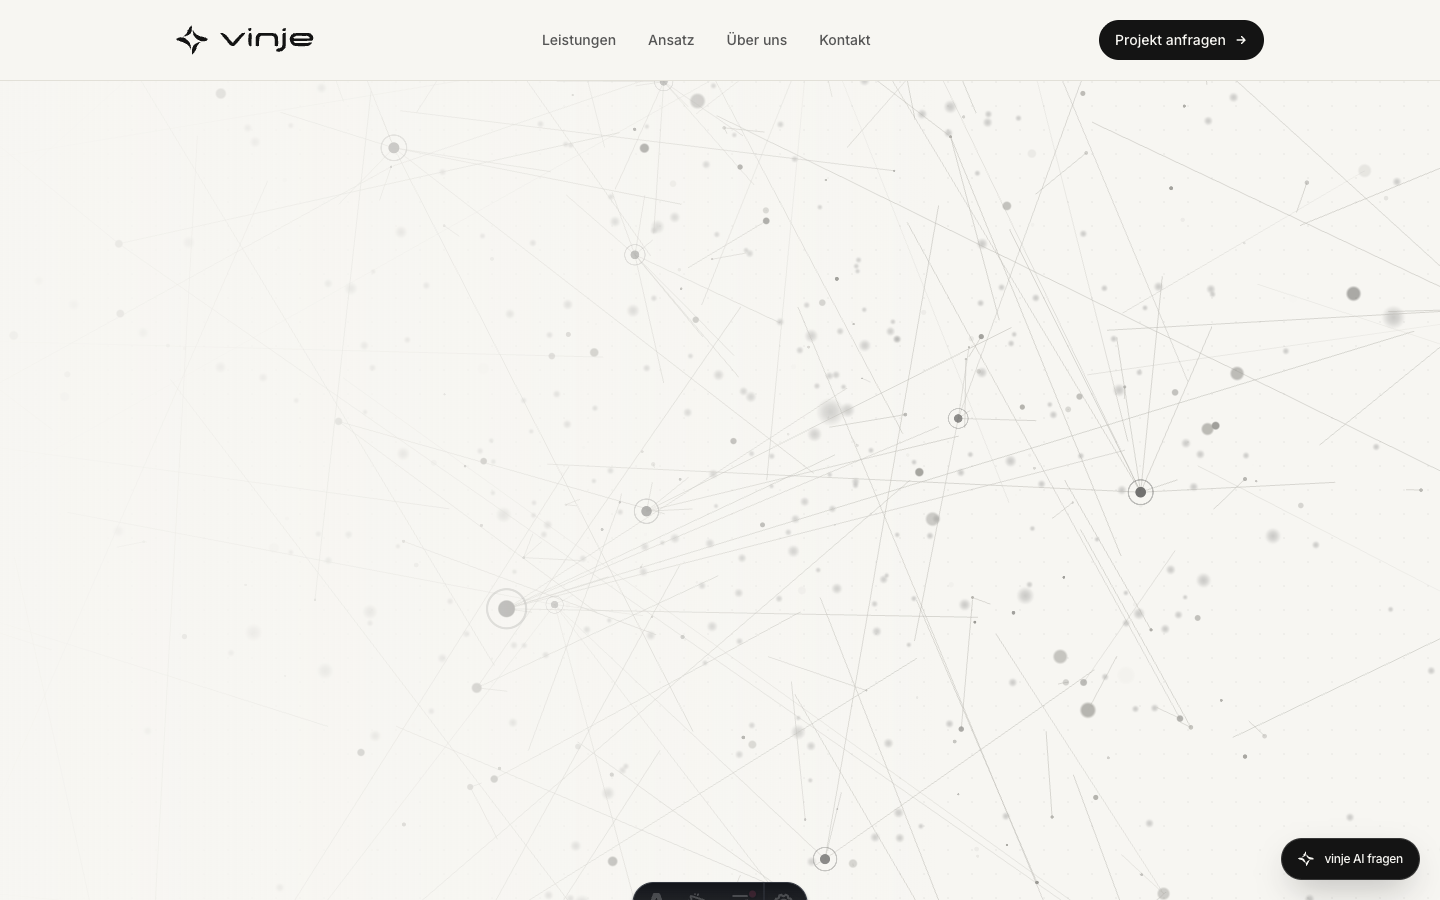 vinje
Leistungen
Ansatz
Über uns
Kontakt
Projekt anfragen
vinje AI fragen